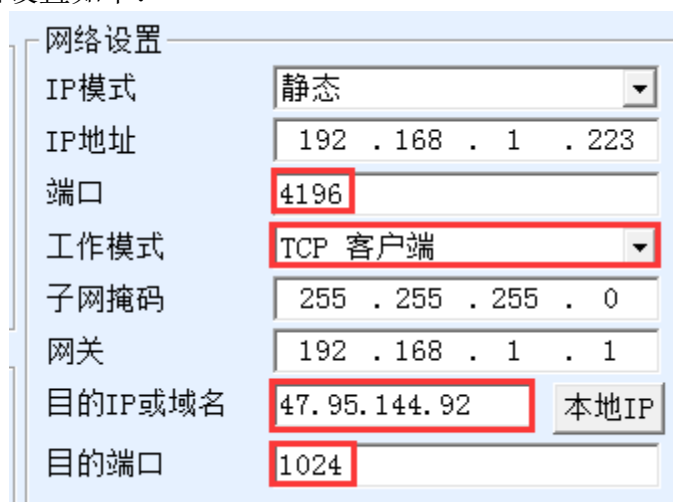 网络设置
IP模式 静态
IP地址 192 . 168 . 1 . 223
端口 4196
工作模式 TCP 客户端
子网掩码 255 . 255 . 255 . 0
网关 192 . 168 . 1 . 1
目的IP或域名 47.95.144.92 本地IP
目的端口 1024